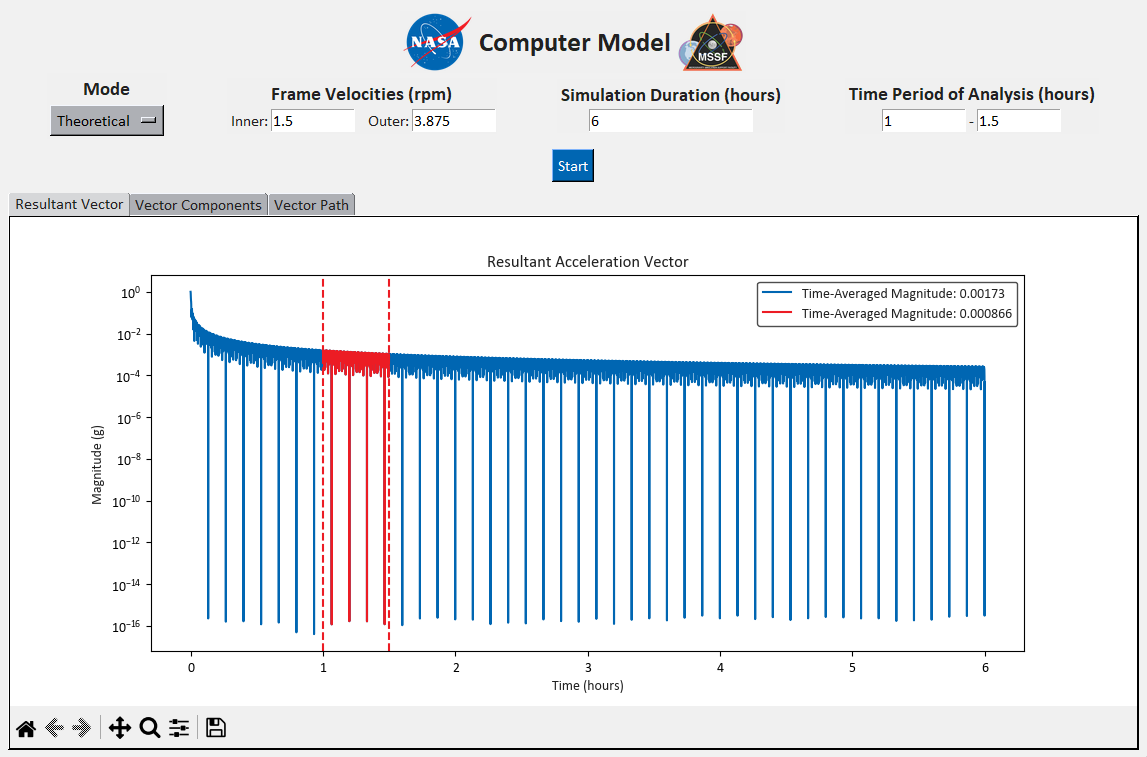 NASA Computer Model MSSF
Mode
Frame Velocities (rpm)
Simulation Duration (hours)
Time Period of Analysis (hours)
Theoretical
Inner: 1.5 Outer: 3.875
6
1 - 1.5
Start
Resultant Vector Vector Components Vector Path
Resultant Acceleration Vector
Time-Averaged Magnitude: 0.00173
Time-Averaged Magnitude: 0.000866
Magnitude (g)
10⁰
10⁻²
10⁻⁴
10⁻⁶
10⁻⁸
10⁻¹⁰
10⁻¹²
10⁻¹⁴
10⁻¹⁶
0 1 2 3 4 5 6
Time (hours)